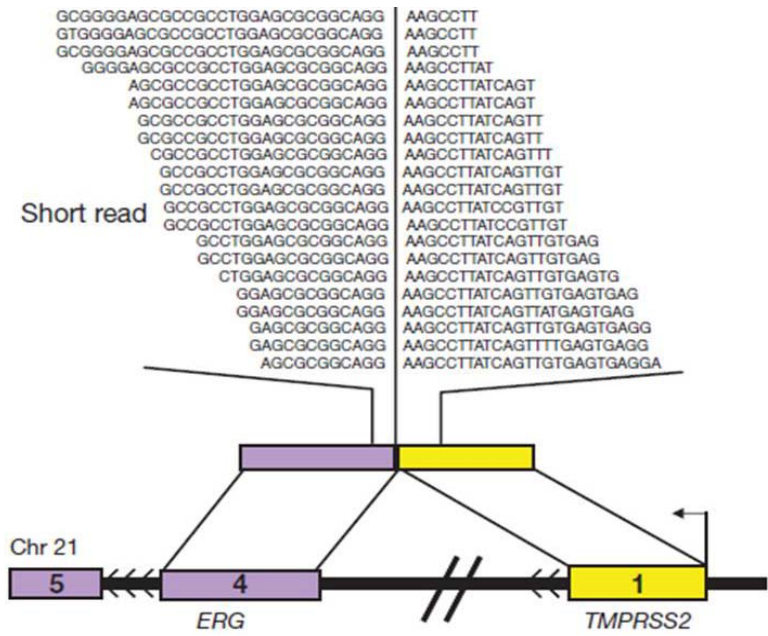 GCGGGGAGCGCCGCCTGGAGCGCGGCAGG AAGCCTT
GTGGGGAGCGCCGCCTGGAGCGCGGCAGG AAGCCTT
GCGGGGAGCGCCGCCTGGAGCGCGGCAGG AAGCCTT
GGGGAGCGCCGCCTGGAGCGCGGCAGG AAGCCTTAT
AGCGCCGCCTGGAGCGCGGCAGG AAGCCTTATCAGT
AGCGCCGCCTGGAGCGCGGCAGG AAGCCTTATCAGT
GCGCCGCCTGGAGCGCGGCAGG AAGCCTTATCAGTT
GCGCCGCCTGGAGCGCGGCAGG AAGCCTTATCAGTT
CGCCGCCTGGAGCGCGGCAGG AAGCCTTATCAGTTT
GCCGCCTGGAGCGCGGCAGG AAGCCTTATCAGTTGT
GCCGCCTGGAGCGCGGCAGG AAGCCTTATCAGTTGT
Short read GCCGCCTGGAGCGCGGCAGG AAGCCTTATCCGTTGT
GCCGCCTGGAGCGCGGCAGG AAGCCTTATCCGTTGT
GCCTGGAGCGCGGCAGG AAGCCTTATCAGTTGTGAG
GCCTGGAGCGCGGCAGG AAGCCTTATCAGTTGTGAG
CTGGAGCGCGGCAGG AAGCCTTATCAGTTGTGAGTG
GGAGCGCGGCAGG AAGCCTTATCAGTTGTGAGTGAG
GGAGCGCGGCAGG AAGCCTTATCAGTTATGAGTGAG
GAGCGCGGCAGG AAGCCTTATCAGTTGTGAGTGAGG
GAGCGCGGCAGG AAGCCTTATCAGTTTTGAGTGAGG
AGCGCGGCAGG AAGCCTTATCAGTTGTGAGTGAGGA
Chr 21
5 4 1
ERG TMPRSS2